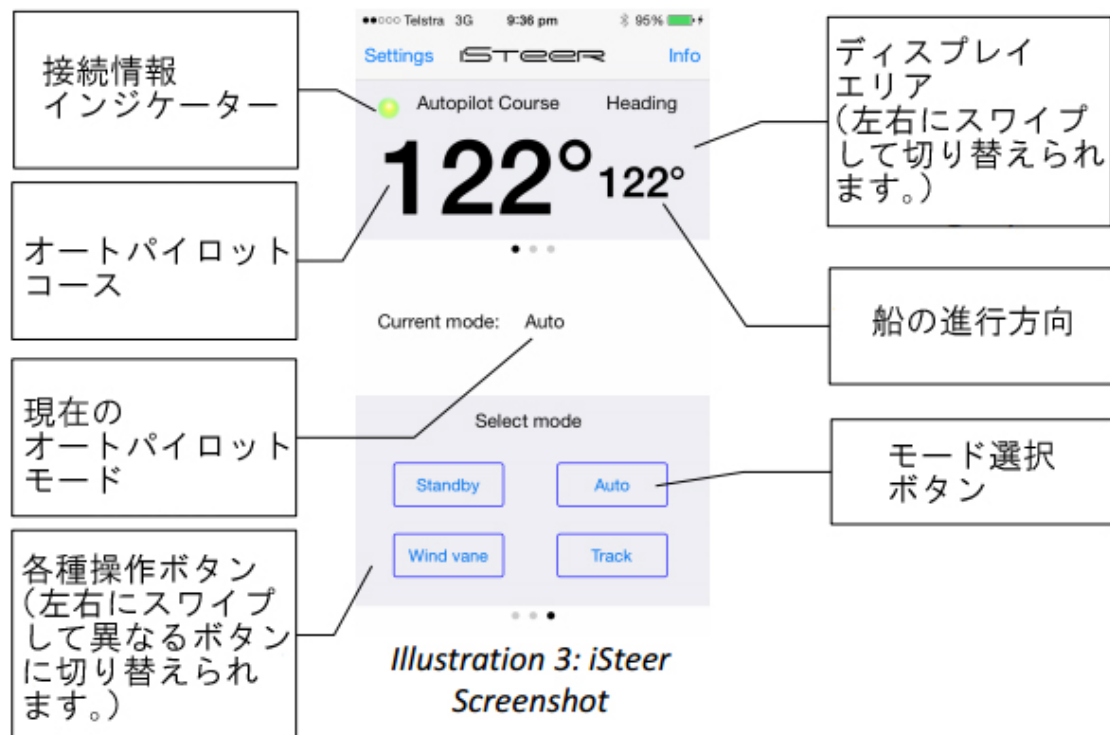 接続情報
インジケーター
オートパイロット
コース
現在の
オートパイロット
モード
各種操作ボタン
(左右にスワイプ
して異なるボタン
に切り替えられ
ます。)
Telstra 3G 9:36 pm 95%
Settings iSTeeR Info
Autopilot Course Heading
122° 122°
Current mode: Auto
Select mode
Standby Auto
Wind vane Track
Illustration 3: iSteer
Screenshot
ディスプレイ
エリア
(左右にスワイプ
して切り替えられ
ます。)
船の進行方向
モード選択
ボタン